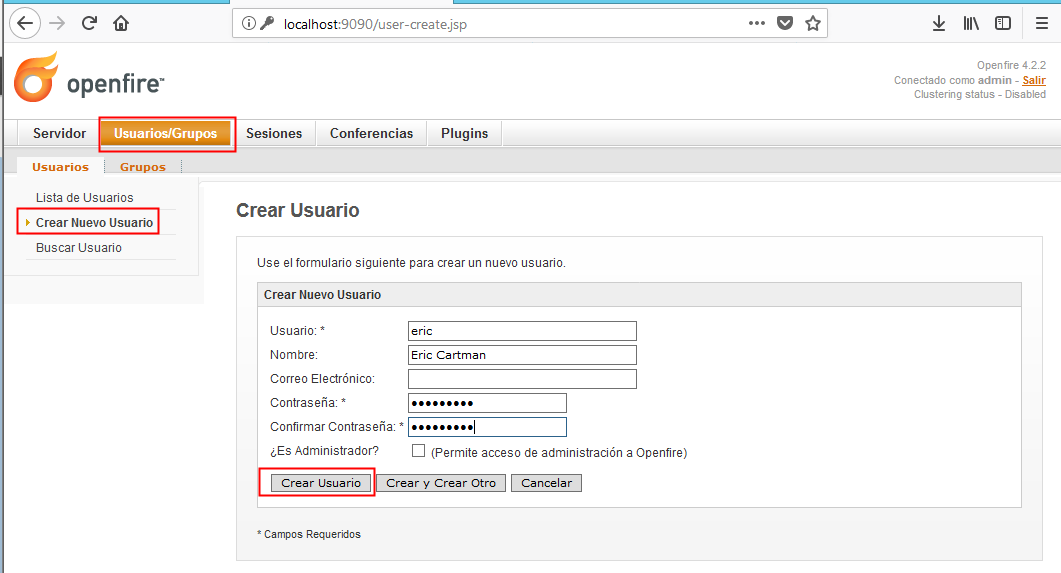 localhost:9090/user-create.jsp
openfire™
Openfire 4.2.2
Conectado como admin - Salir
Clustering status - Disabled
Servidor Usuarios/Grupos Sesiones Conferencias Plugins
Usuarios Grupos
Lista de Usuarios
Crear Nuevo Usuario
Buscar Usuario
Crear Usuario
Use el formulario siguiente para crear un nuevo usuario.
Crear Nuevo Usuario
Usuario: * eric
Nombre: Eric Cartman
Correo Electrónico:
Contraseña: * •••••••••
Confirmar Contraseña: * •••••••••
¿Es Administrador? (Permite acceso de administración a Openfire)
Crear Usuario Crear y Crear Otro Cancelar
* Campos Requeridos